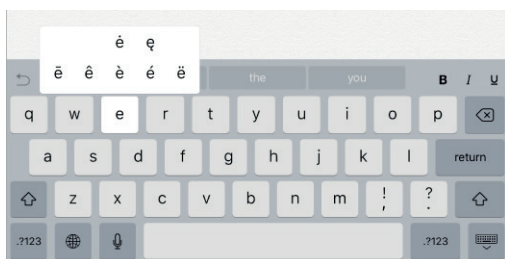 ė ę
ē ê è é ë
the you B I U
q w e r t y u i o p
a s d f g h j k l return
z x c v b n m ! , ? .
.?123 .?123